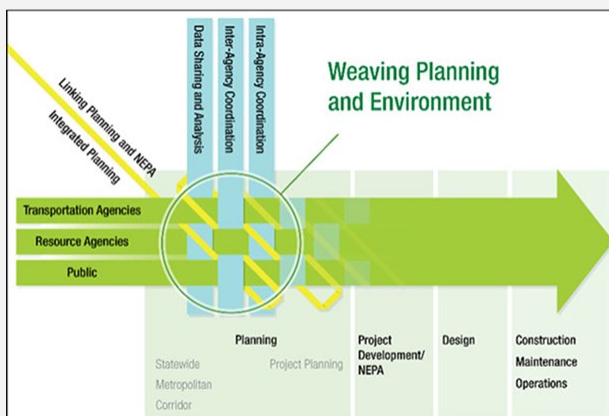 Data Sharing and Analysis
Inter-Agency Coordination
Intra-Agency Coordination
Weaving Planning
and Environment
Linking Planning and NEPA
Integrated Planning
Transportation Agencies
Resource Agencies
Public
Planning
Statewide
Metropolitan
Corridor
Project Planning
Project
Development/
NEPA
Design
Construction
Maintenance
Operations